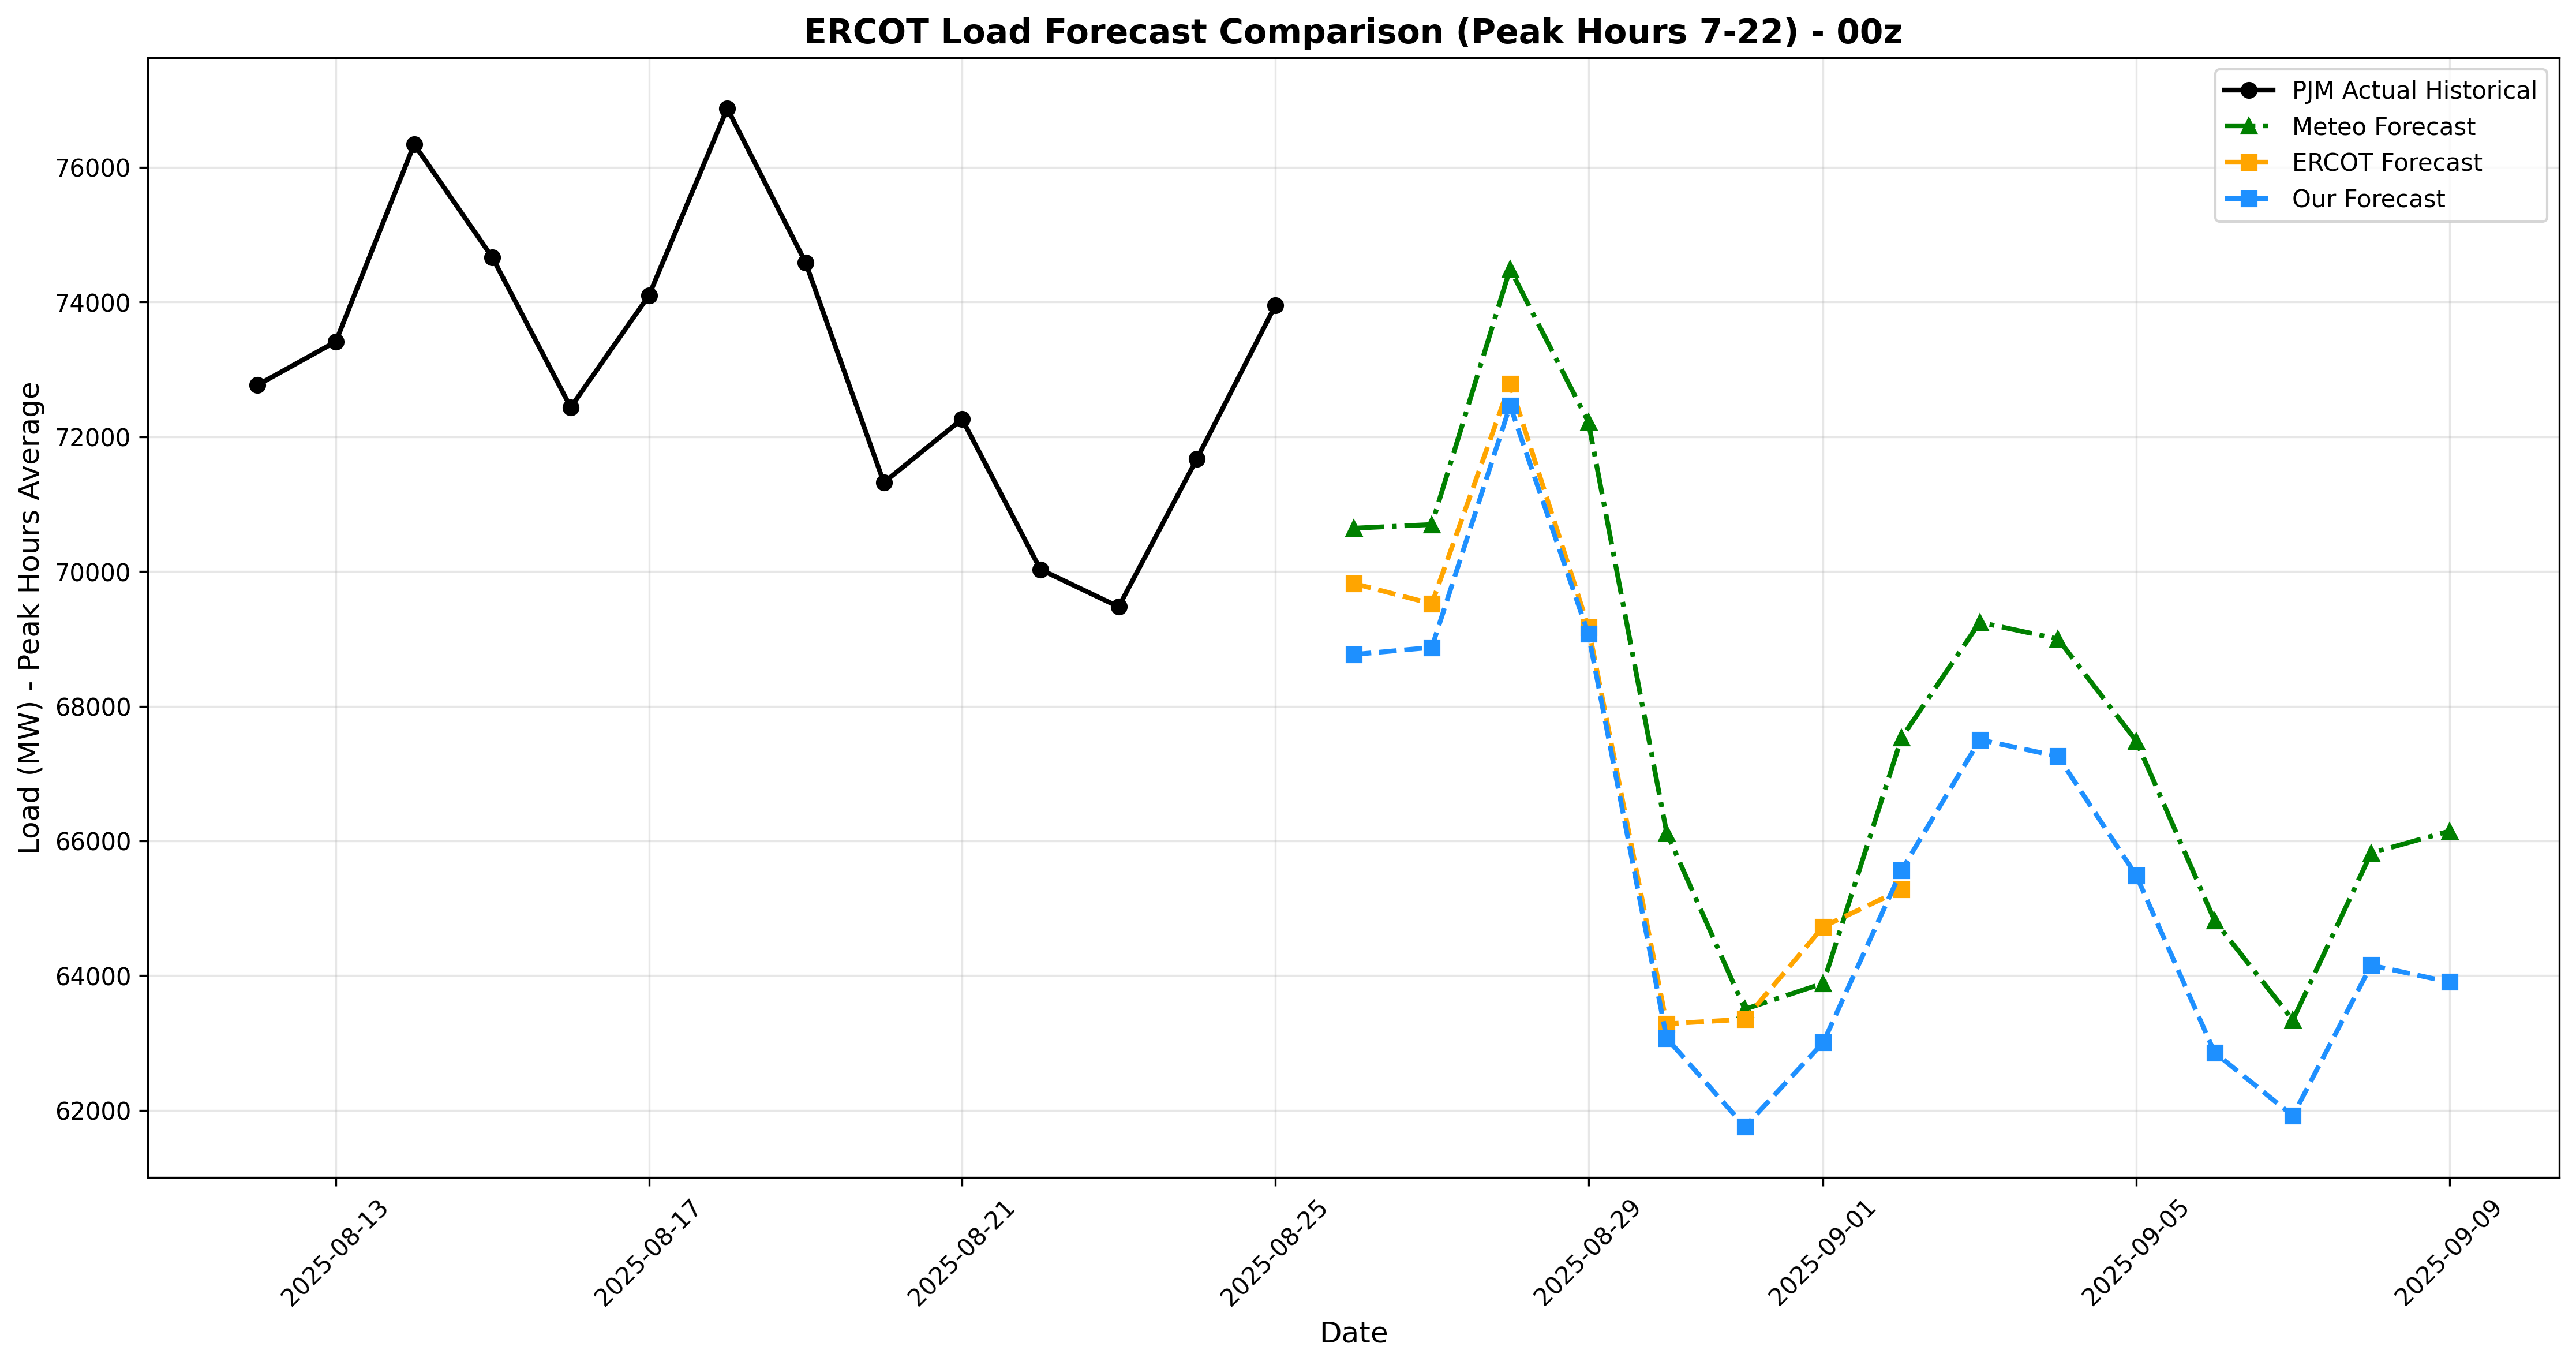 ERCOT Load Forecast Comparison (Peak Hours 7-22) - 00z
PJM Actual Historical
Meteo Forecast
ERCOT Forecast
Our Forecast
Load (MW) - Peak Hours Average
76000
74000
72000
70000
68000
66000
64000
62000
2025-08-13
2025-08-17
2025-08-21
2025-08-25
2025-08-29
2025-09-01
2025-09-05
2025-09-09
Date